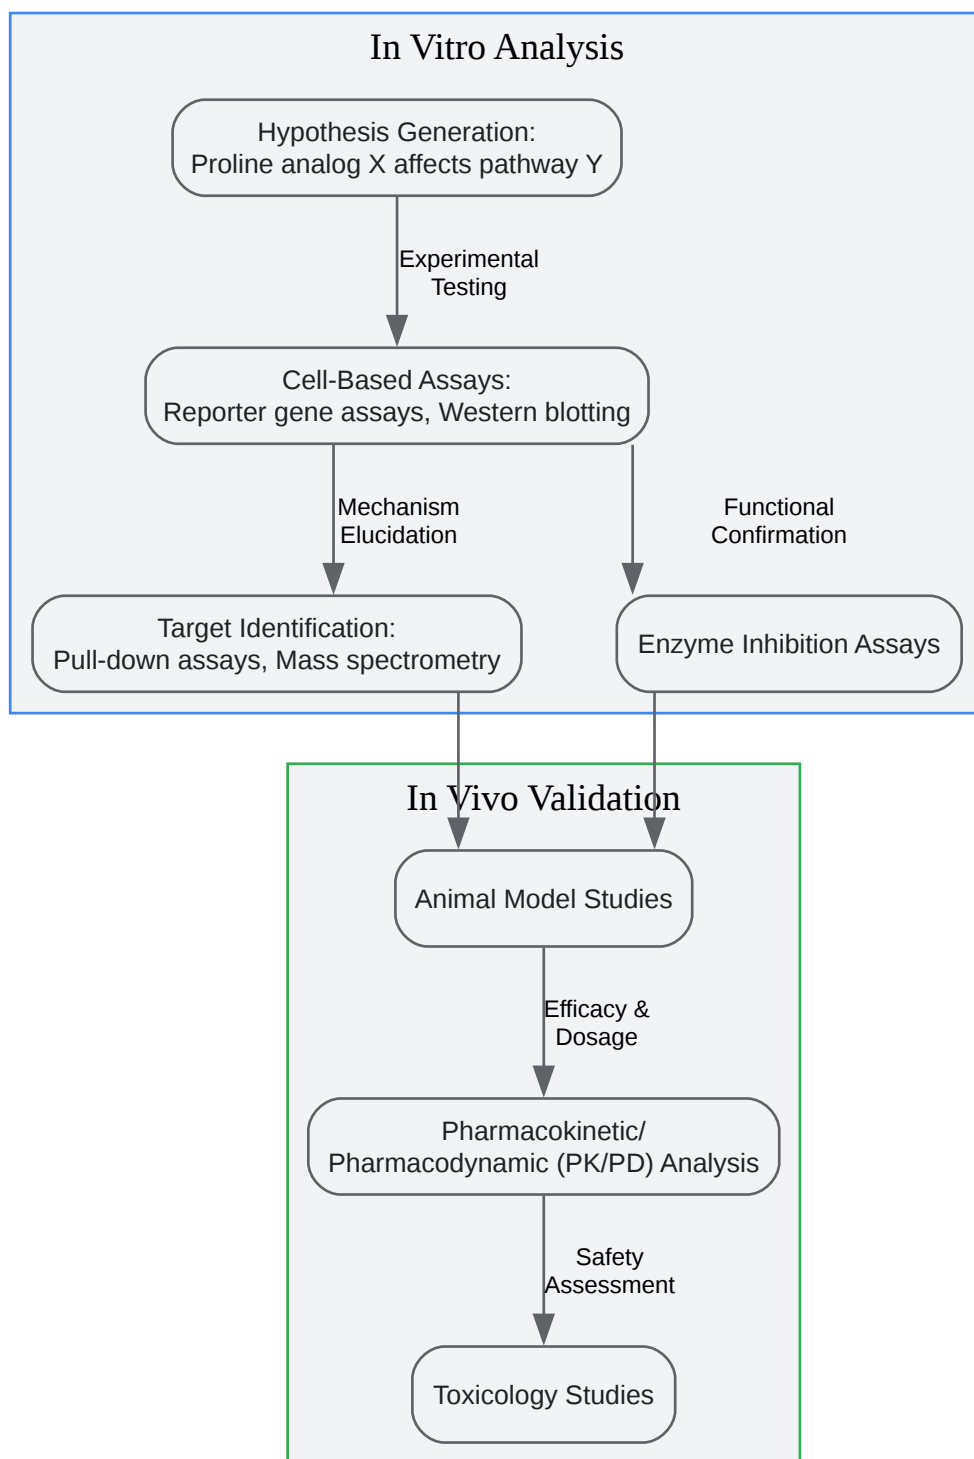 In Vitro Analysis
Hypothesis Generation:
Proline analog X affects pathway Y
Experimental
Testing
Cell-Based Assays:
Reporter gene assays, Western blotting
Mechanism
Elucidation
Functional
Confirmation
Target Identification:
Pull-down assays, Mass spectrometry
Enzyme Inhibition Assays
In Vivo Validation
Animal Model Studies
Efficacy &
Dosage
Pharmacokinetic/
Pharmacodynamic (PK/PD) Analysis
Safety
Assessment
Toxicology Studies